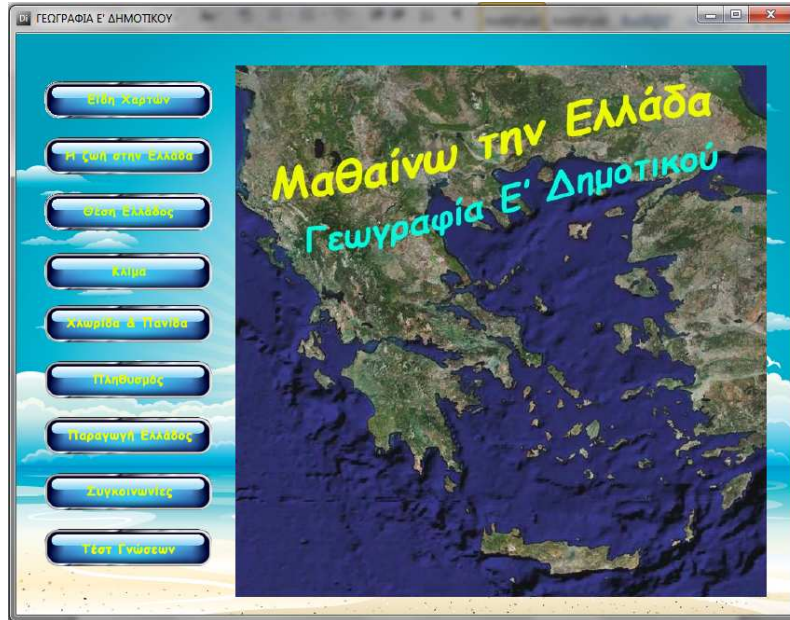 Di ΓΕΩΓΡΑΦΙΑ Ε' ΔΗΜΟΤΙΚΟΥ
Είδη Χαρτών
Η ζωή στην Ελλάδα
Θέση Ελλάδος
Κλίμα
Χλωρίδα & Πανίδα
Πληθυσμός
Παραγωγή Ελλάδος
Συγκοινωνίες
Τέστ Γνώσεων
Μαθαίνω την Ελλάδα
Γεωγραφία Ε' Δημοτικού